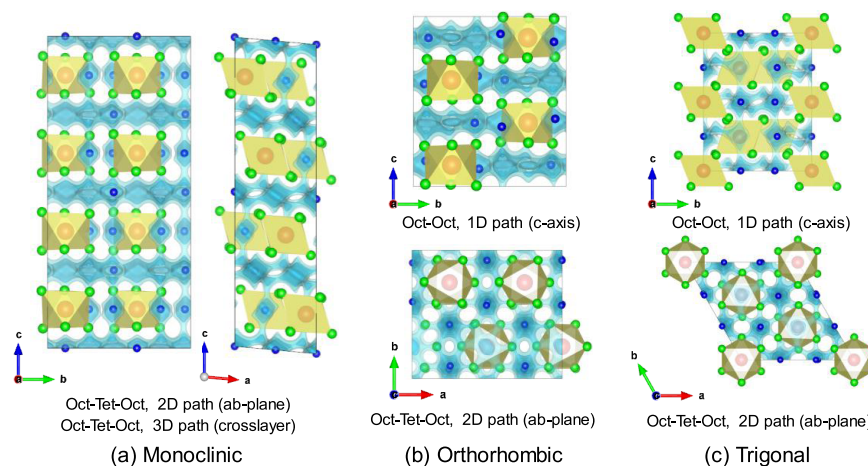 c
a
b
c
a
Oct-Tet-Oct, 2D path (ab-plane)
Oct-Tet-Oct, 3D path (crosslayer)
(a) Monoclinic
c
a
b
Oct-Oct, 1D path (c-axis)
b
c
a
Oct-Tet-Oct, 2D path (ab-plane)
(b) Orthorhombic
c
a
b
Oct-Oct, 1D path (c-axis)
b
c
a
Oct-Tet-Oct, 2D path (ab-plane)
(c) Trigonal